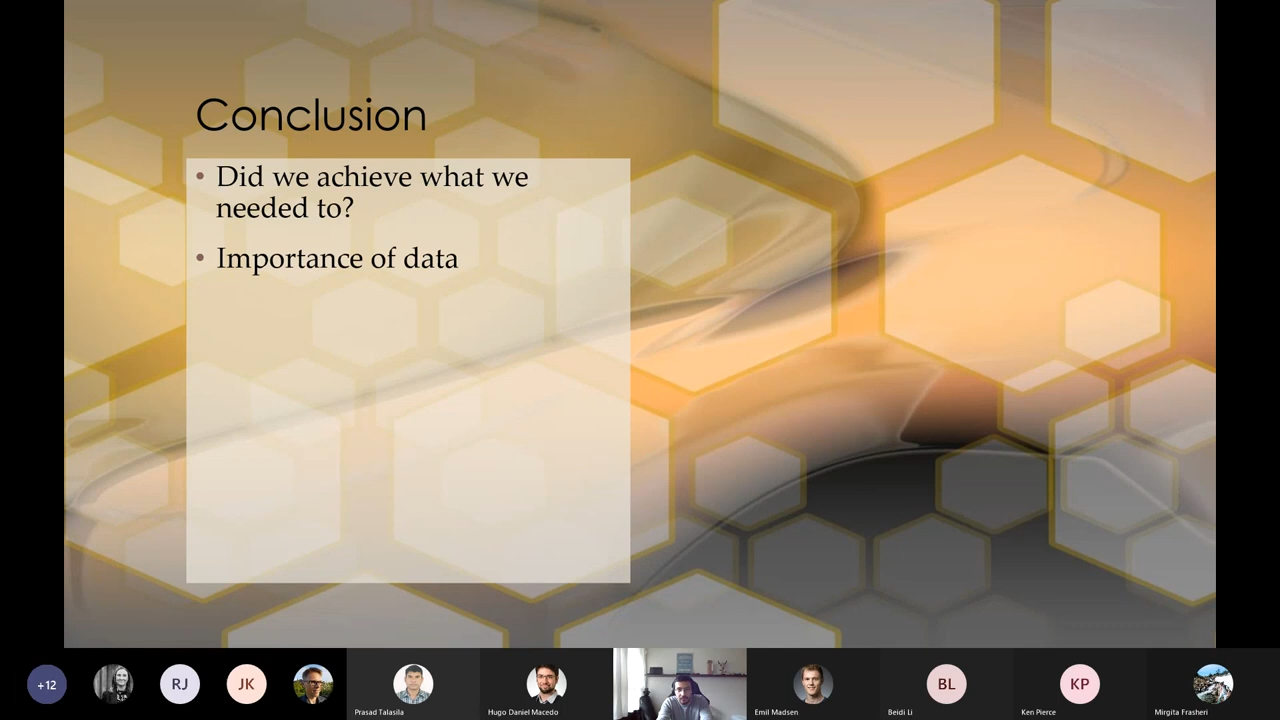 Conclusion
• Did we achieve what we
needed to?
• Importance of data
+12
RJ
JK
Prasad Talasila
Hugo Daniel Macedo
Emil Madsen
BL
Beidi Li
KP
Ken Pierce
Mirgita Frasheri